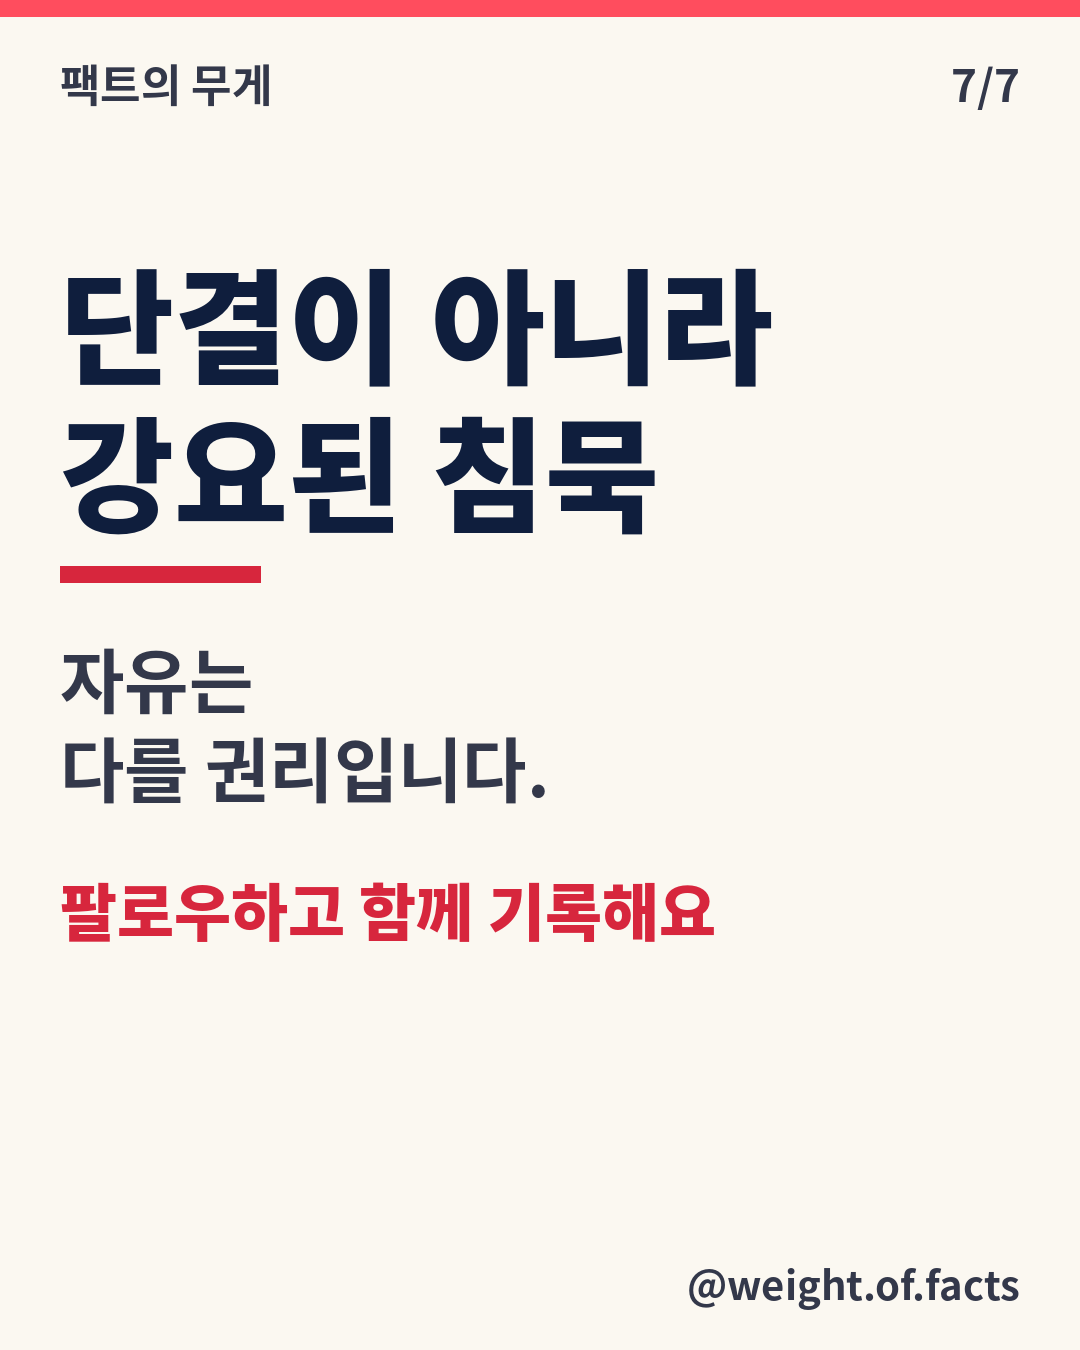 팩트의 무게
7/7
단결이 아니라
강요된 침묵
자유는
다를 권리입니다.
팔로우하고 함께 기록해요
@weight.of.facts